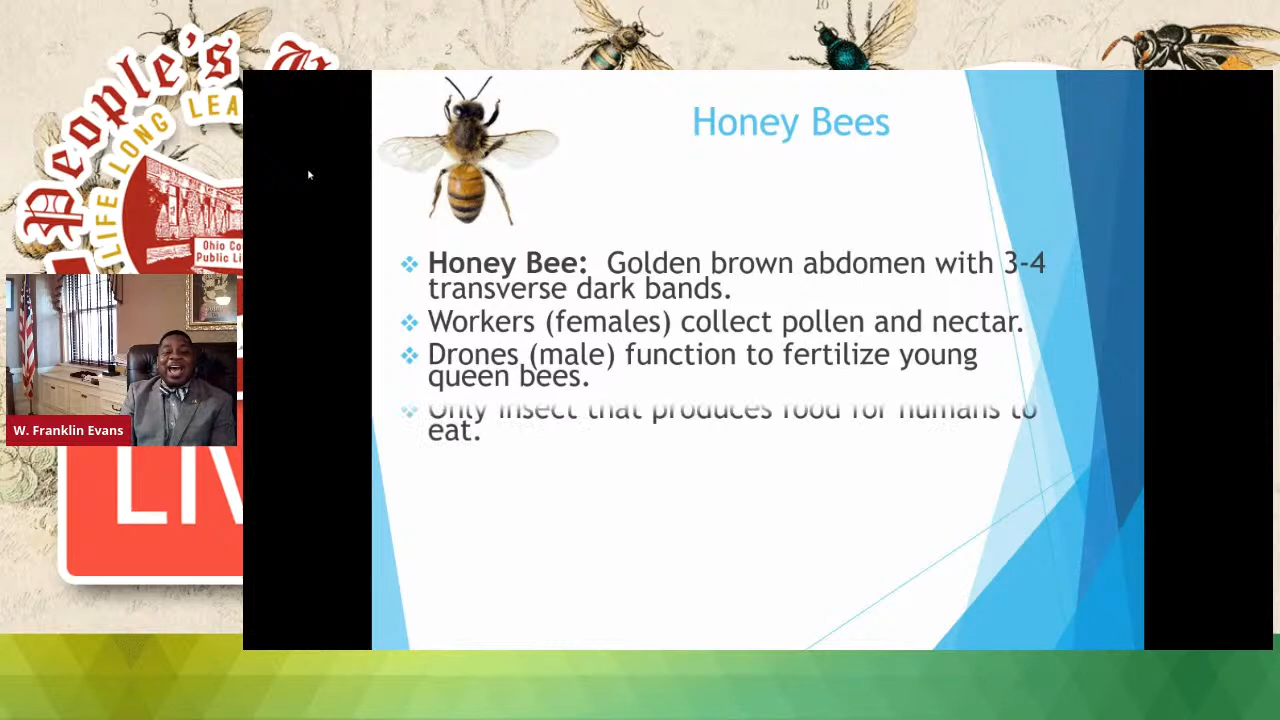 10
2
People's U
LIFE LONG LEA
Ohio Co
Public Li
Honey Bees
Honey Bee: Golden brown abdomen with 3-4
transverse dark bands.
Workers (females) collect pollen and nectar.
Drones (male) function to fertilize young
queen bees.
Only insect that produces food for humans to
eat.
W. Franklin Evans
LIV